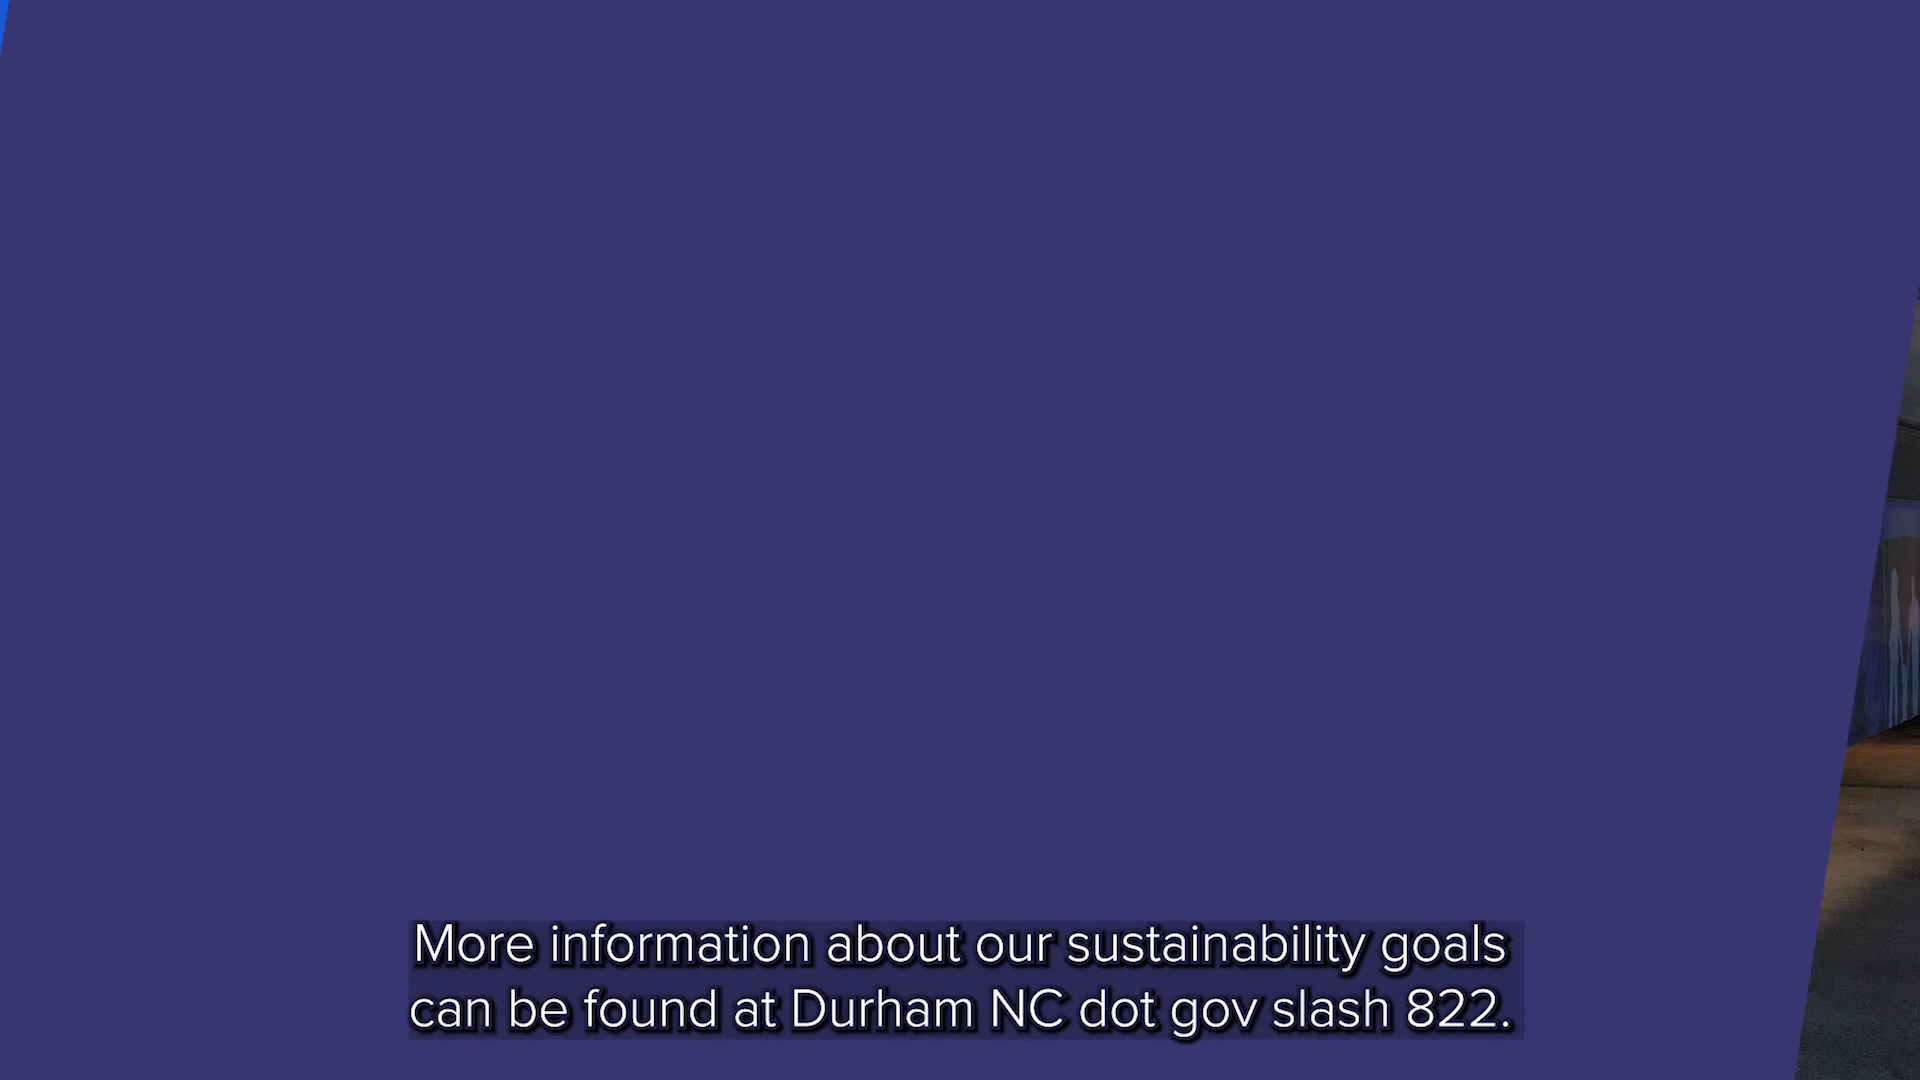 More information about our sustainability goals
can be found at Durham NC dot gov slash 822.